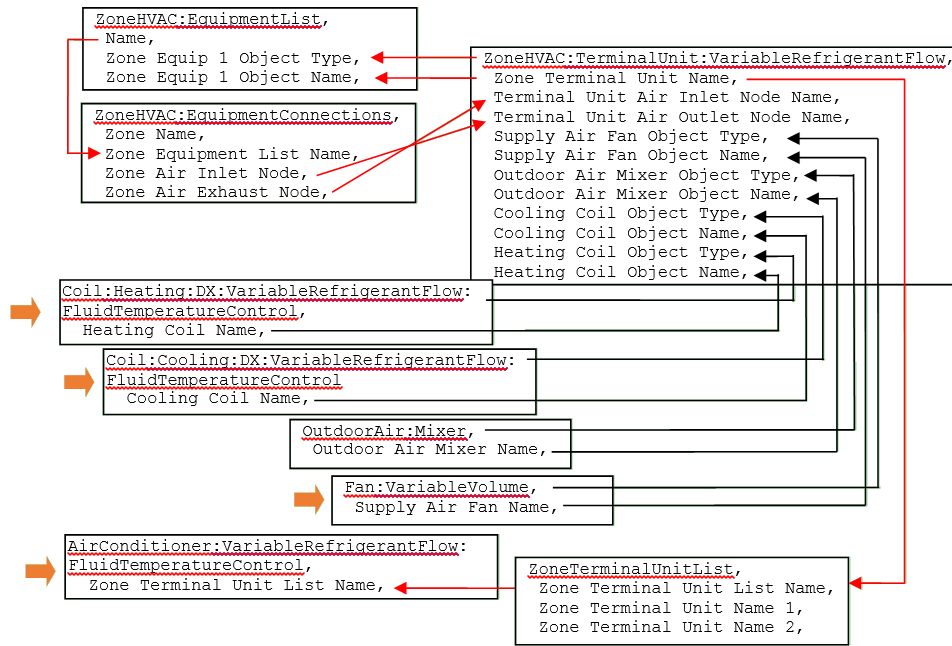 ZoneHVAC:EquipmentList,
Name,
Zone Equip 1 Object Type,
Zone Equip 1 Object Name,
ZoneHVAC:EquipmentConnections,
Zone Name,
Zone Equipment List Name,
Zone Air Inlet Node,
Zone Air Exhaust Node,
ZoneHVAC:TerminalUnit:VariableRefrigerantFlow,
Zone Terminal Unit Name,
Terminal Unit Air Inlet Node Name,
Terminal Unit Air Outlet Node Name,
Supply Air Fan Object Type,
Supply Air Fan Object Name,
Outdoor Air Mixer Object Type,
Outdoor Air Mixer Object Name,
Cooling Coil Object Type,
Cooling Coil Object Name,
Heating Coil Object Type,
Heating Coil Object Name,
Coil:Heating:DX:VariableRefrigerantFlow:
FluidTemperatureControl,
Heating Coil Name,
Coil:Cooling:DX:VariableRefrigerantFlow:
FluidTemperatureControl
Cooling Coil Name,
OutdoorAir:Mixer,
Outdoor Air Mixer Name,
Fan:VariableVolume,
Supply Air Fan Name,
AirConditioner:VariableRefrigerantFlow:
FluidTemperatureControl,
Zone Terminal Unit List Name,
ZoneTerminalUnitList,
Zone Terminal Unit List Name,
Zone Terminal Unit Name 1,
Zone Terminal Unit Name 2,